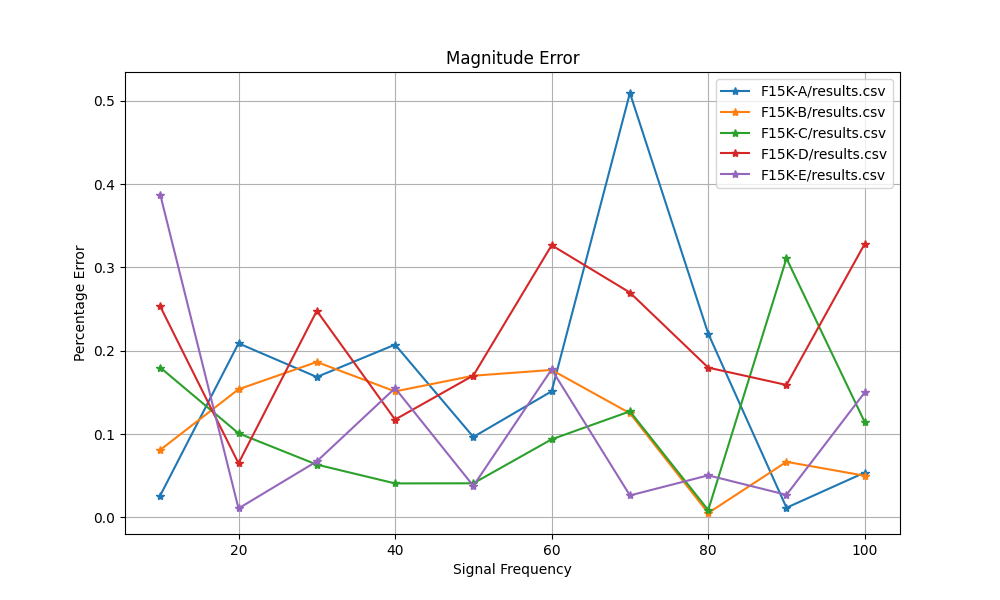 Magnitude Error
F15K-A/results.csv
F15K-B/results.csv
F15K-C/results.csv
F15K-D/results.csv
F15K-E/results.csv
Percentage Error
0.5
0.4
0.3
0.2
0.1
0.0
20 40 60 80 100
Signal Frequency